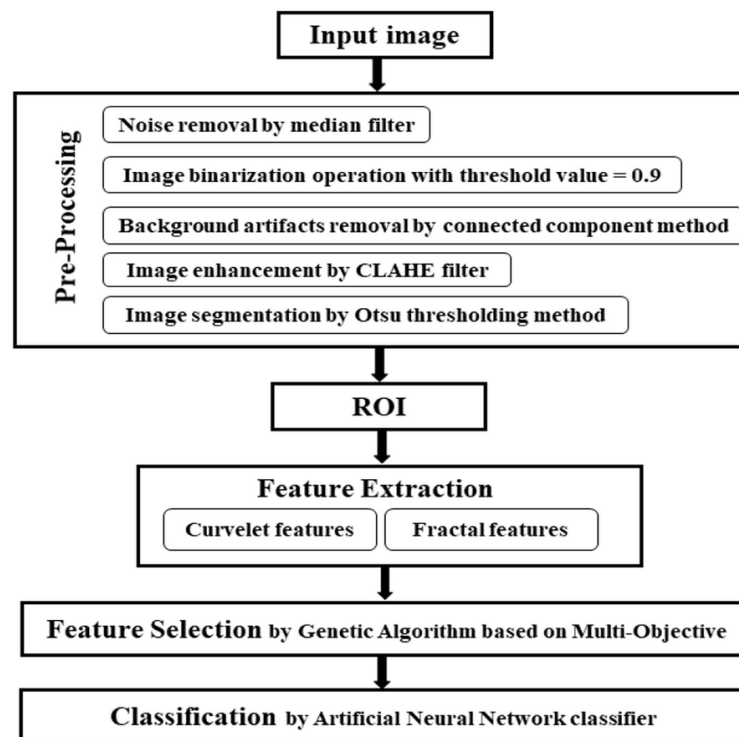 Input image
Pre-Processing
Noise removal by median filter
Image binarization operation with threshold value = 0.9
Background artifacts removal by connected component method
Image enhancement by CLAHE filter
Image segmentation by Otsu thresholding method
ROI
Feature Extraction
Curvelet features
Fractal features
Feature Selection by Genetic Algorithm based on Multi-Objective
Classification by Artificial Neural Network classifier